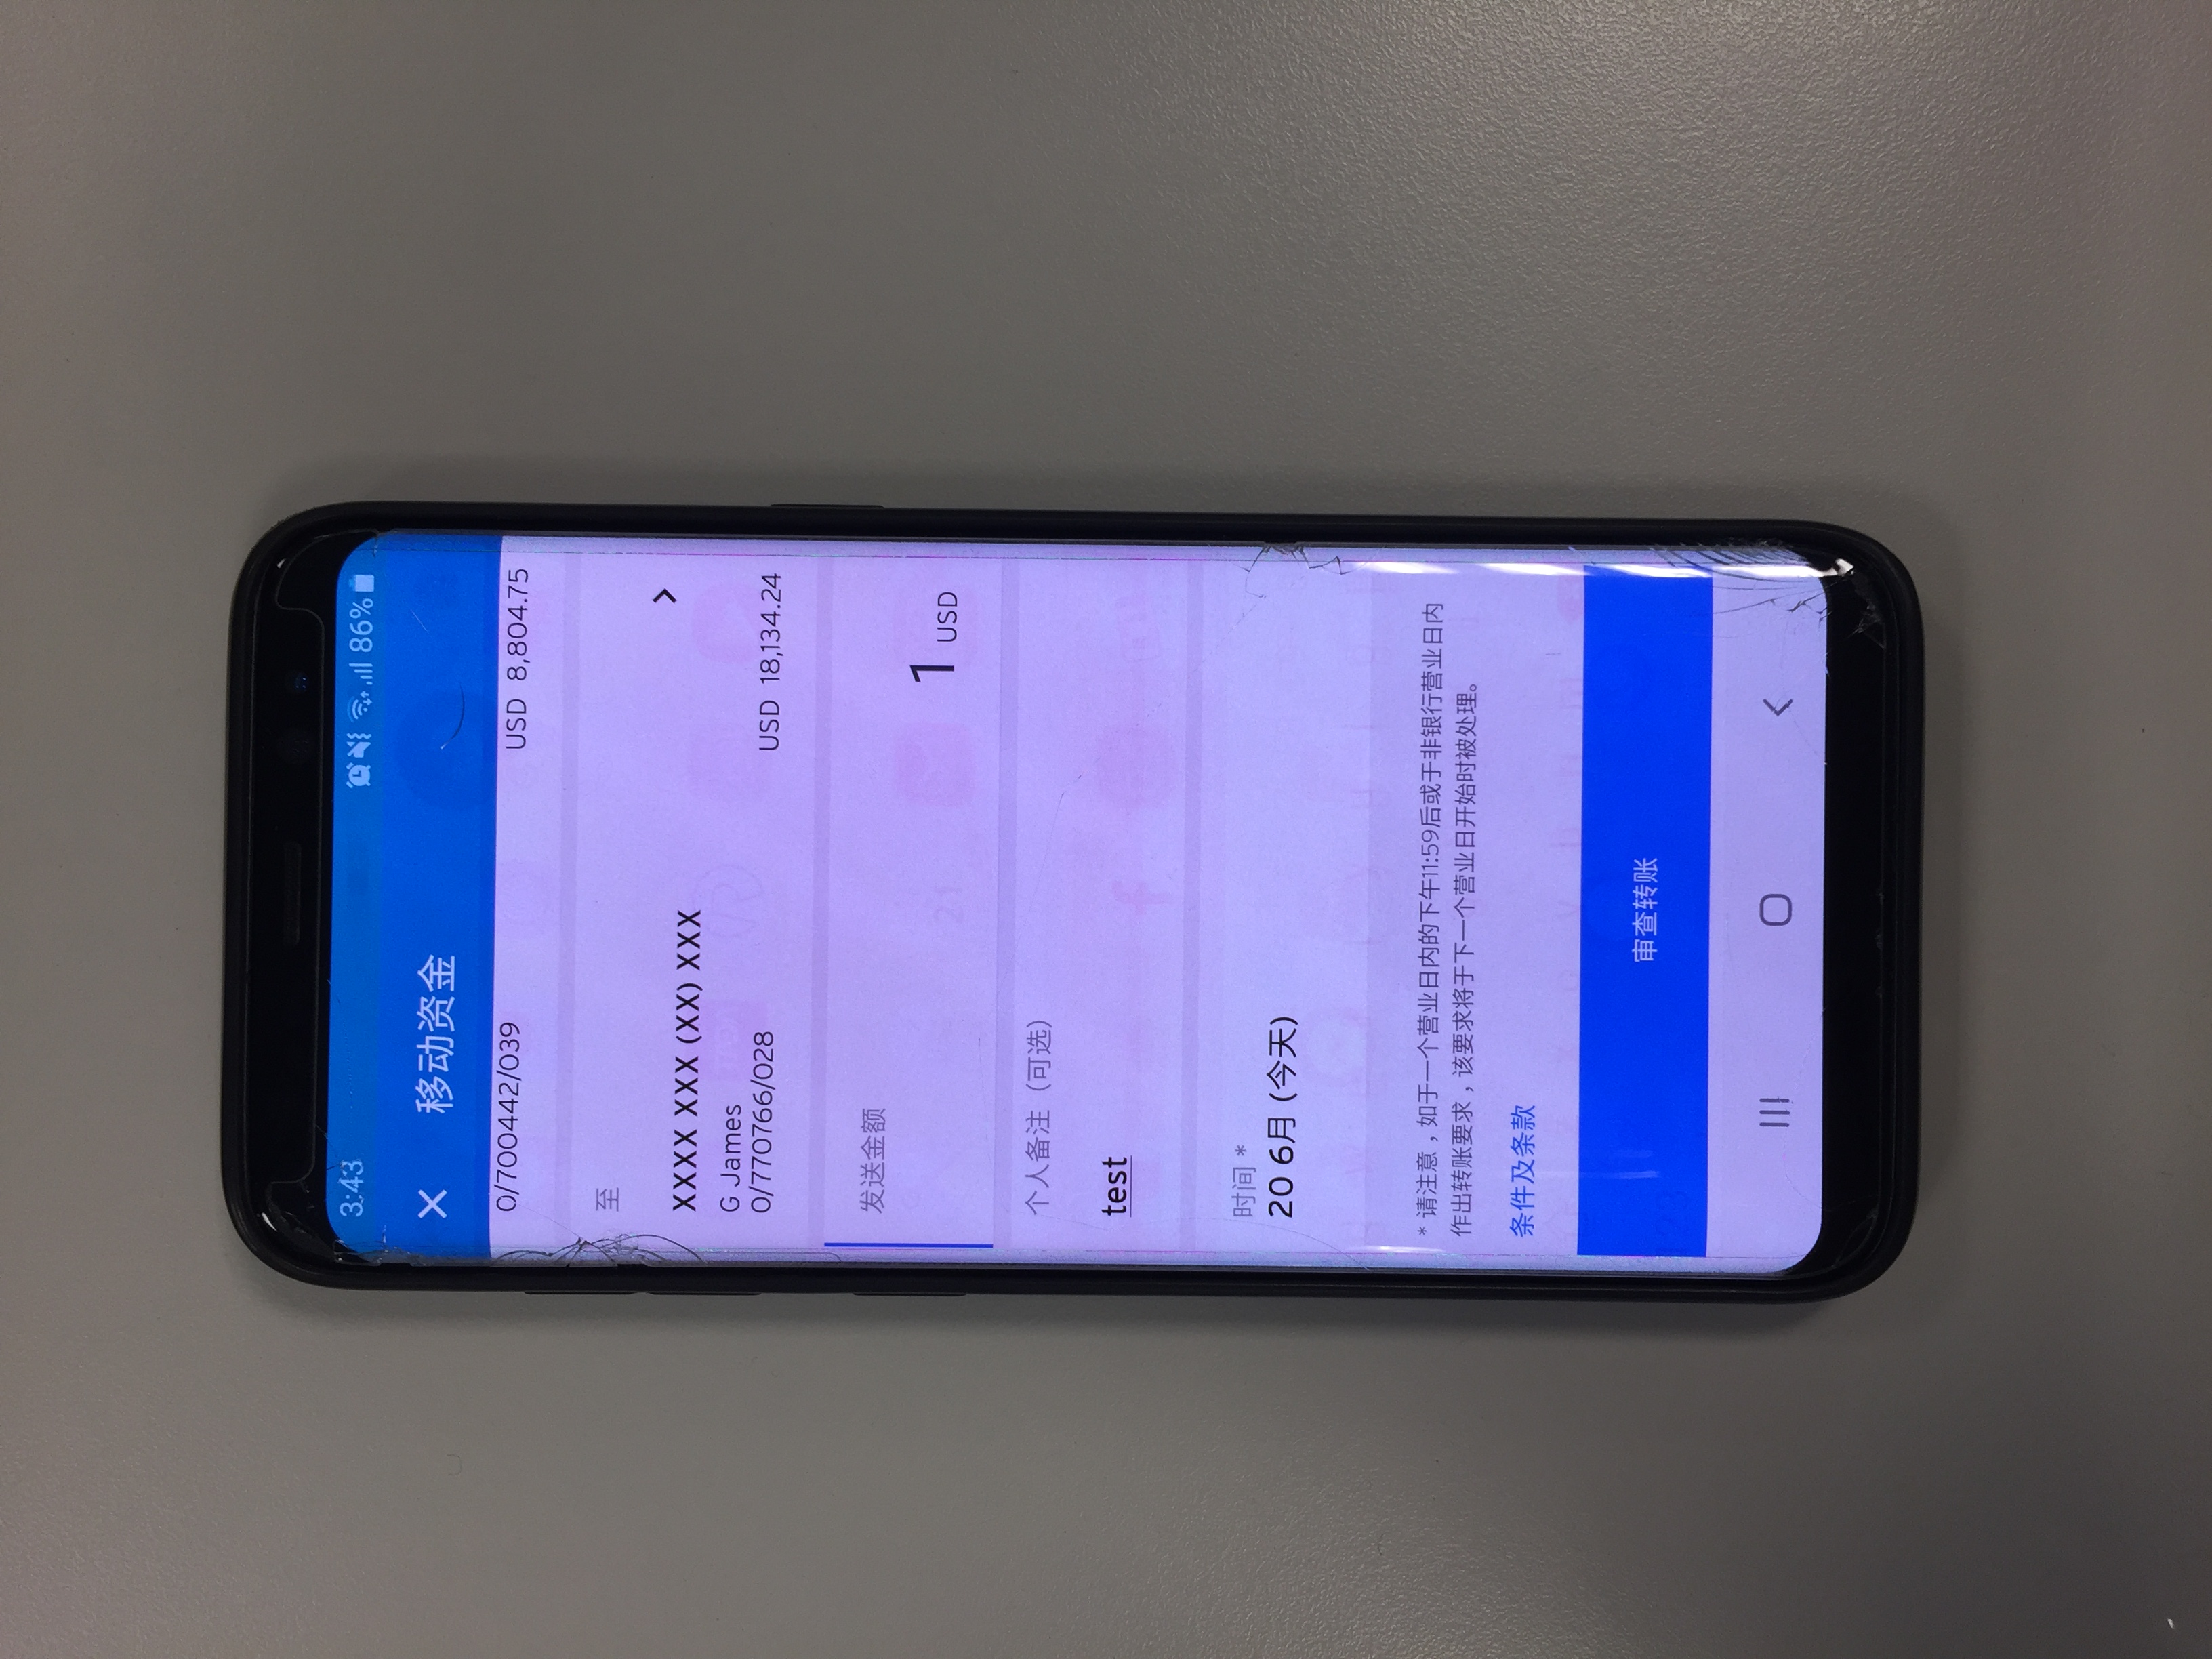 3:43
86%
移动资金
0/700442/039
USD 8,804.75
至
XXXX XXX (XX) XXX
G James
0/770766/028
USD 18,134.24
发送金额
1 USD
个人备注（可选）
test
时间 *
20 6月 (今天)
* 请注意，如于一个营业日内的下午11:59后或于非银行营业日内
作出转账要求，该要求将于下一个营业日开始时被处理。
条件及条款
审查转账